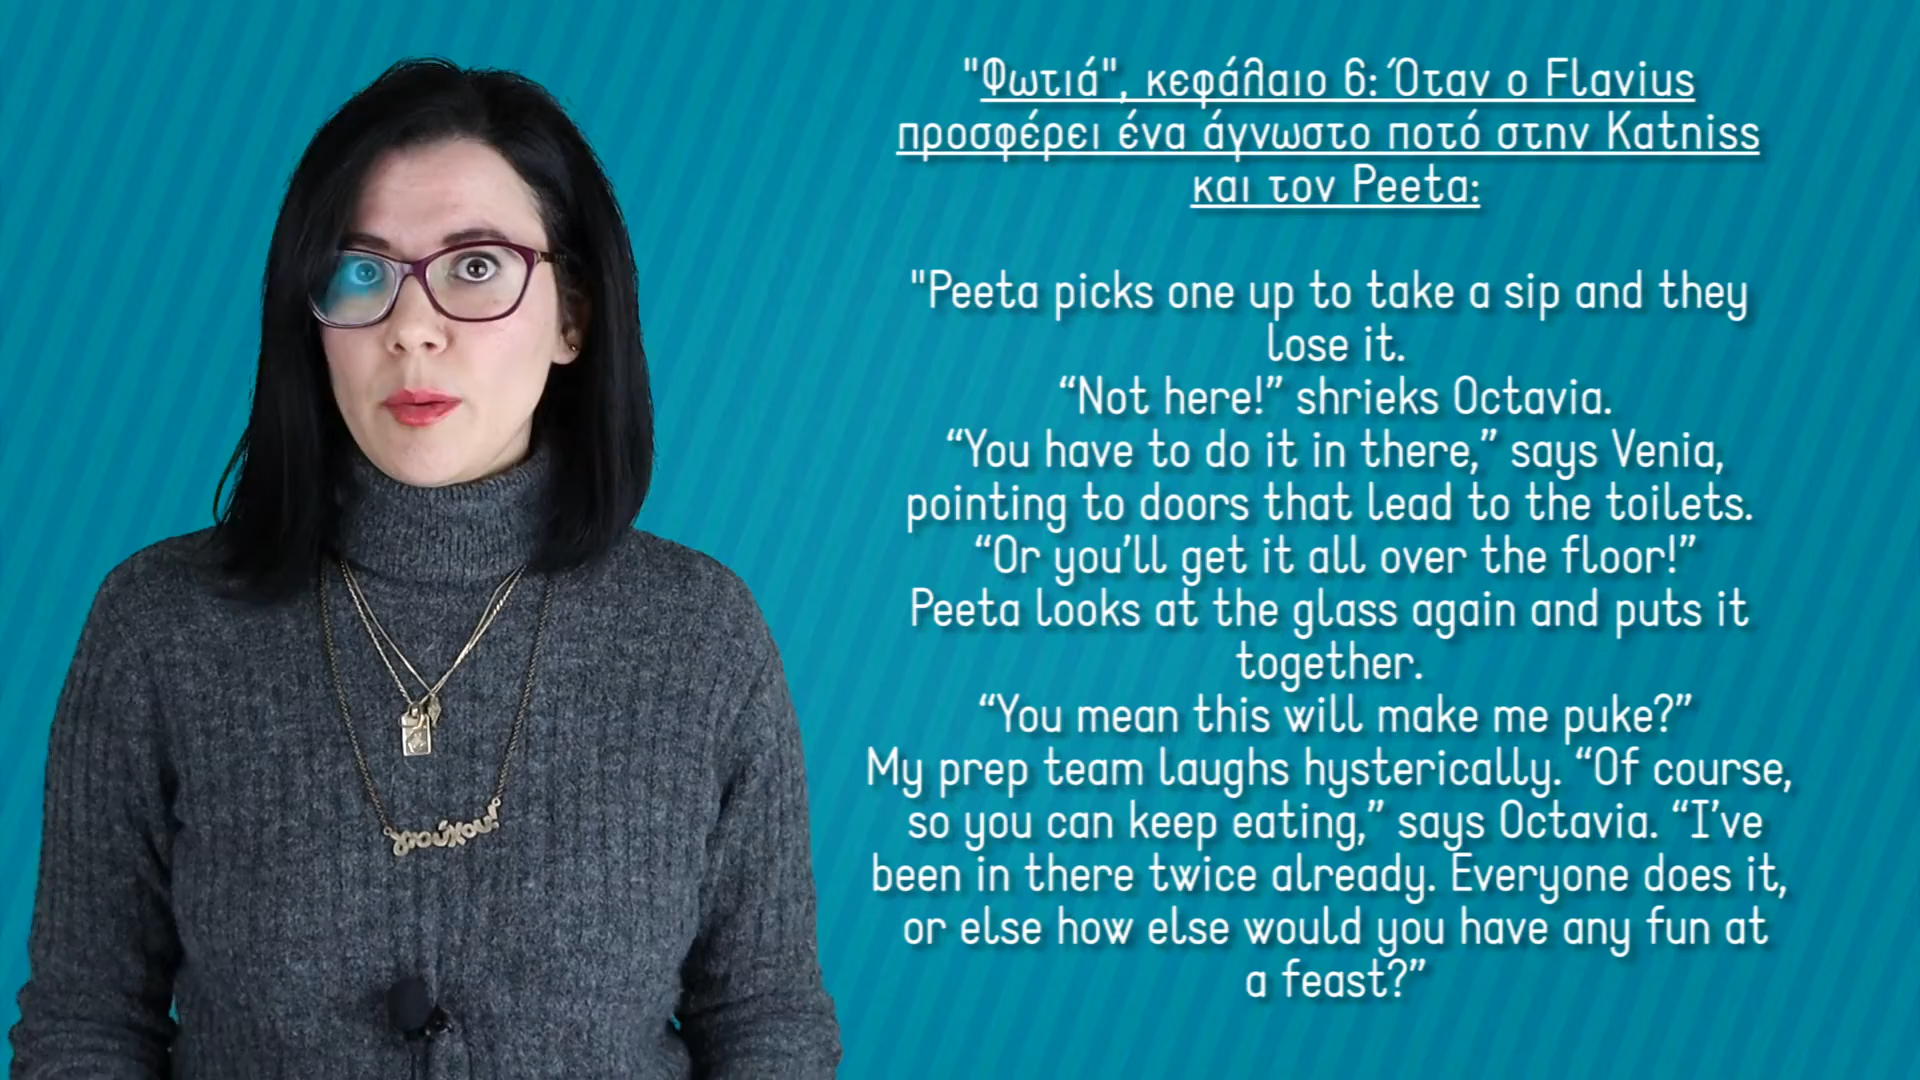 "Φωτιά", κεφάλαιο 6: Όταν ο Flavius
προσφέρει ένα άγνωστο ποτό στην Katniss
και τον Peeta:
"Peeta picks one up to take a sip and they
lose it.
“Not here!” shrieks Octavia.
“You have to do it in there,” says Venia,
pointing to doors that lead to the toilets.
“Or you’ll get it all over the floor!”
Peeta looks at the glass again and puts it
together.
“You mean this will make me puke?”
My prep team laughs hysterically. “Of course,
so you can keep eating,” says Octavia. “I’ve
been in there twice already. Everyone does it,
or else how else would you have any fun at
a feast?”
γιούχου!